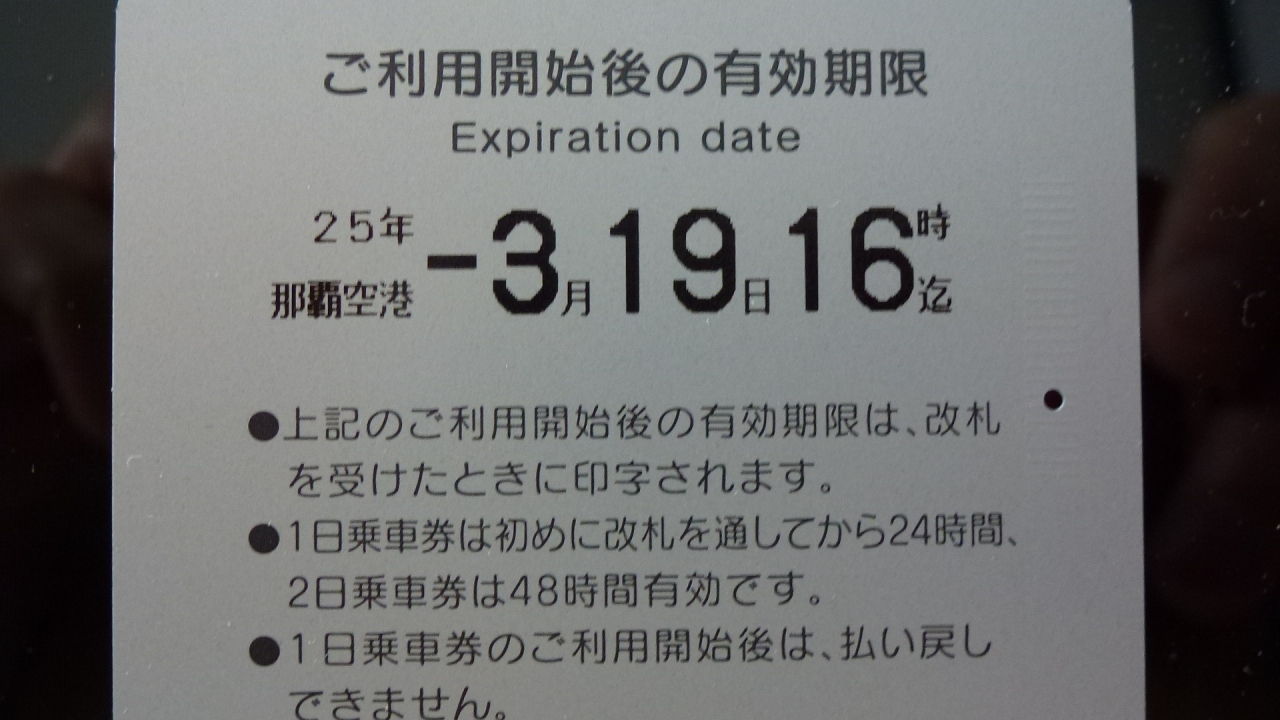 ご利用開始後の有効期限
Expiration date
25年 -3月19日16時迄
那覇空港
●上記のご利用開始後の有効期限は、改札
を受けたときに印字されます。
●1日乗車券は初めに改札を通してから24時間、
2日乗車券は48時間有効です。
●1日乗車券のご利用開始後は、払い戻し
できません。